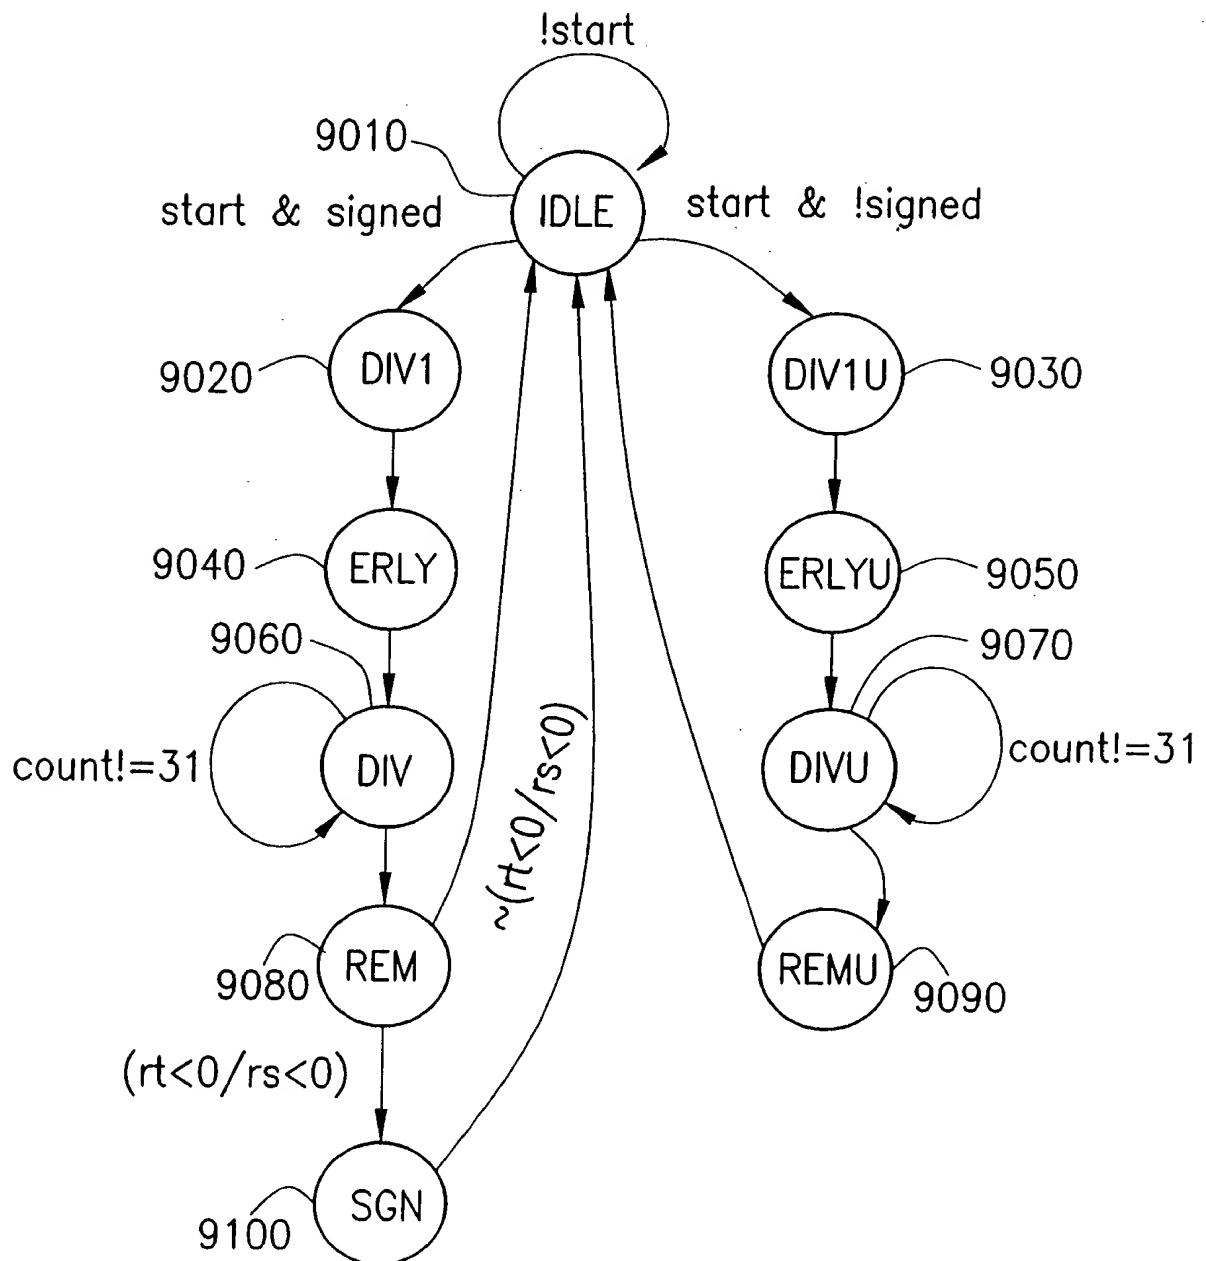 !start
9010
start & signed
IDLE
start & !signed
9020
DIV1
DIV1U
9030
9040
ERLY
ERLYU
9050
9060
9070
count!=31
DIV
~(rt<0/rs<0)
DIVU
count!=31
9080
REM
REMU
9090
(rt<0/rs<0)
9100
SGN